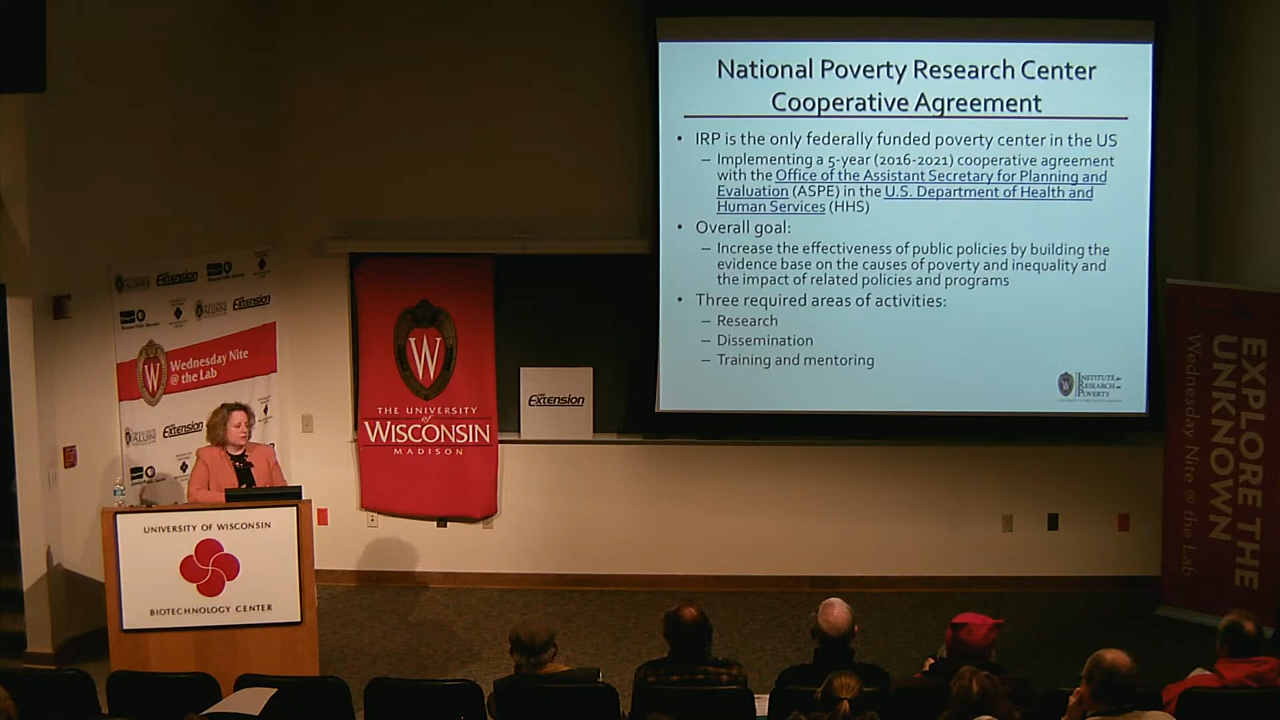 National Poverty Research Center
Cooperative Agreement
• IRP is the only federally funded poverty center in the US
– Implementing a 5-year (2016-2021) cooperative agreement
with the Office of the Assistant Secretary for Planning and
Evaluation (ASPE) in the U.S. Department of Health and
Human Services (HHS)
• Overall goal:
– Increase the effectiveness of public policies by building the
evidence base on the causes of poverty and inequality and
the impact of related policies and programs
• Three required areas of activities:
– Research
– Dissemination
– Training and mentoring
INSTITUTE for
RESEARCH on
POVERTY
ALUMNI
Extension
ALUMNI
Extension
W
Wednesday Nite
@ the Lab
Extension
W
THE UNIVERSITY
of
WISCONSIN
MADISON
Extension
UNIVERSITY OF WISCONSIN
BIOTECHNOLOGY CENTER
EXPLORE THE
UNKNOWN
Wednesday Nite @ the Lab